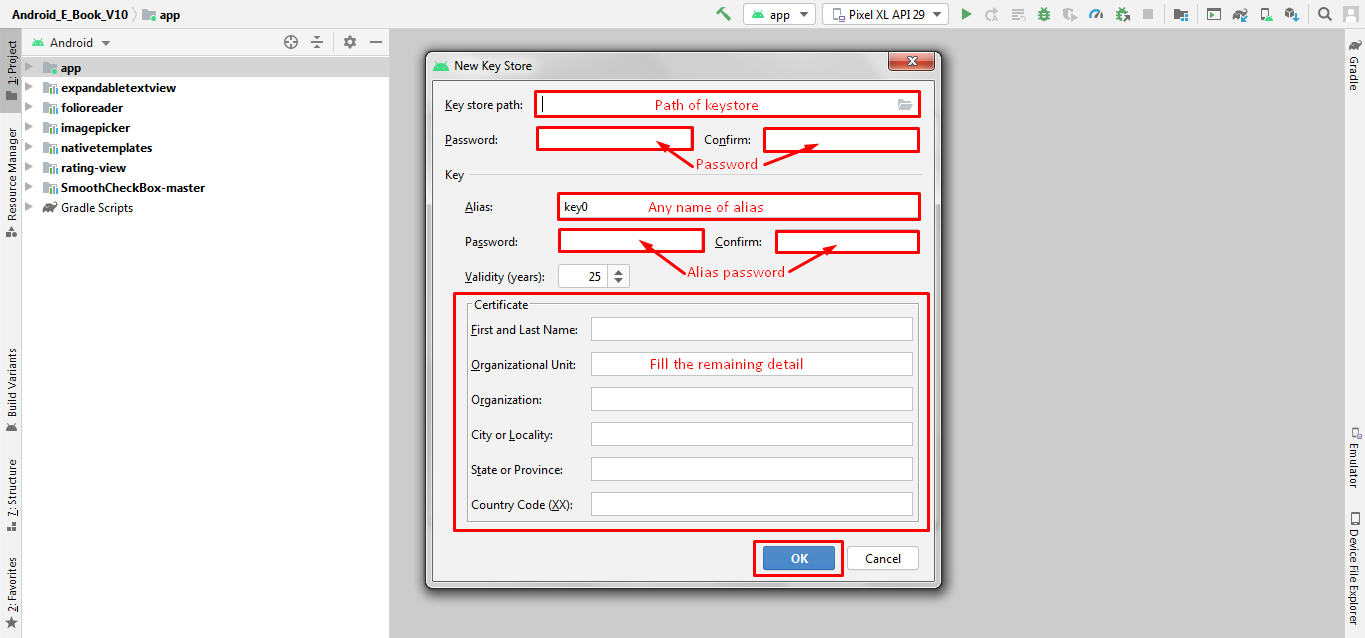 Android_E_Book_V10 app
app
Pixel XL API 29
1: Project
Resource Manager
Build Variants
7: Structure
2: Favorites
Android
app
expandabletextview
folioreader
imagepicker
nativetemplates
rating-view
SmoothCheckBox-master
Gradle Scripts
New Key Store
Key store path: Path of keystore
Password: Confirm:
Password
Key
Alias: key0 Any name of alias
Password: Confirm:
Alias password
Validity (years): 25
Certificate
First and Last Name:
Organizational Unit: Fill the remaining detail
Organization:
City or Locality:
State or Province:
Country Code (XX):
OK Cancel
Gradle
Emulator
Device File Explorer